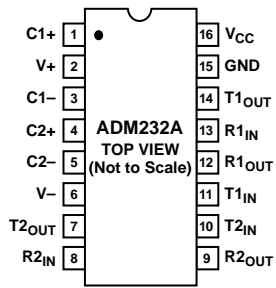 C1+ 1 16 VCC
V+ 2 15 GND
C1– 3 14 T1OUT
C2+ 4 ADM232A 13 R1IN
TOP VIEW
C2– 5 (Not to Scale) 12 R1OUT
V– 6 11 T1IN
T2OUT 7 10 T2IN
R2IN 8 9 R2OUT